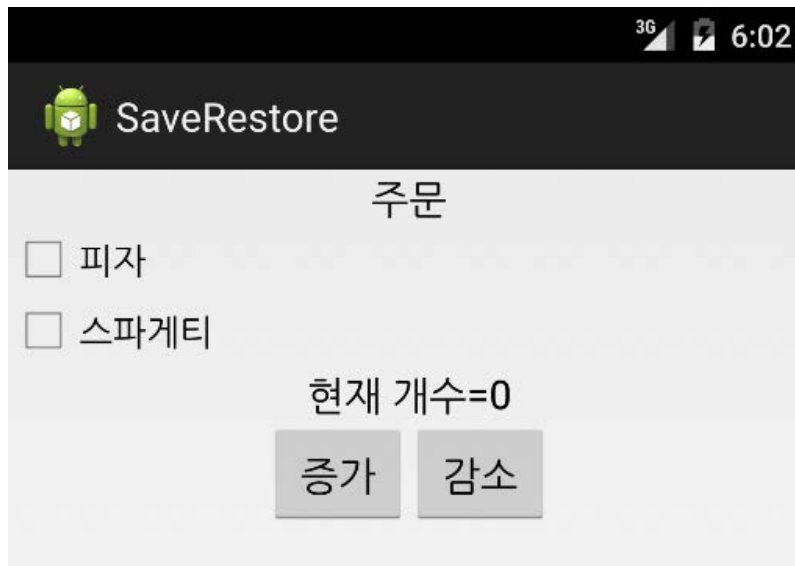 3G 6:02
SaveRestore
주문
피자
스파게티
현재 개수=0
증가 감소